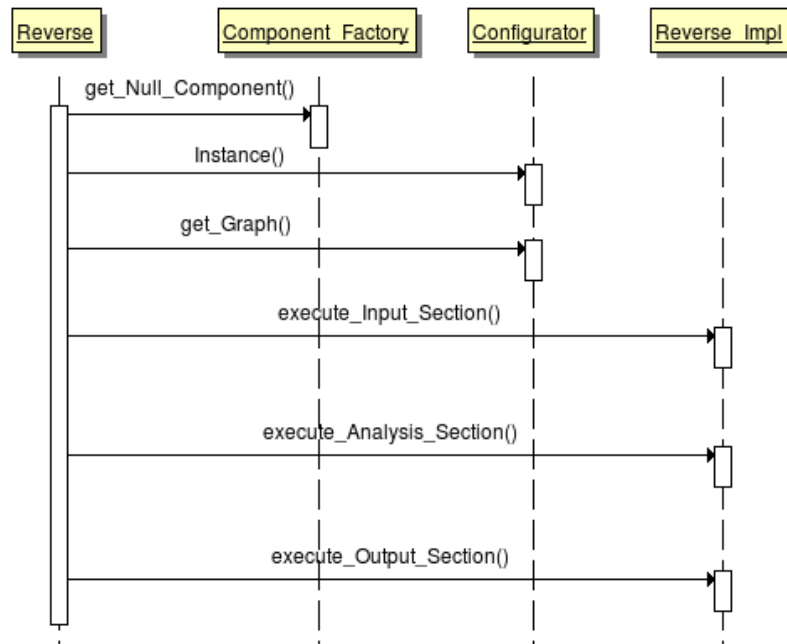 Reverse
Component_Factory
Configurator
Reverse_Impl
get_Null_Component()
Instance()
get_Graph()
execute_Input_Section()
execute_Analysis_Section()
execute_Output_Section()